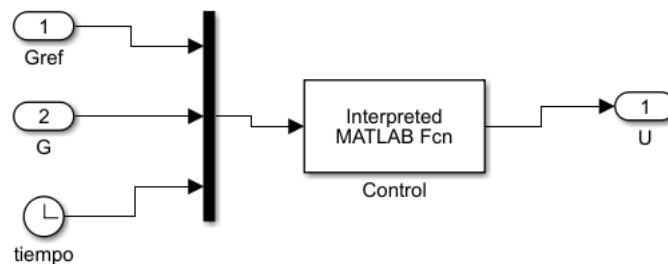 1
Gref
2
G
tiempo
Interpreted
MATLAB Fcn
Control
1
U